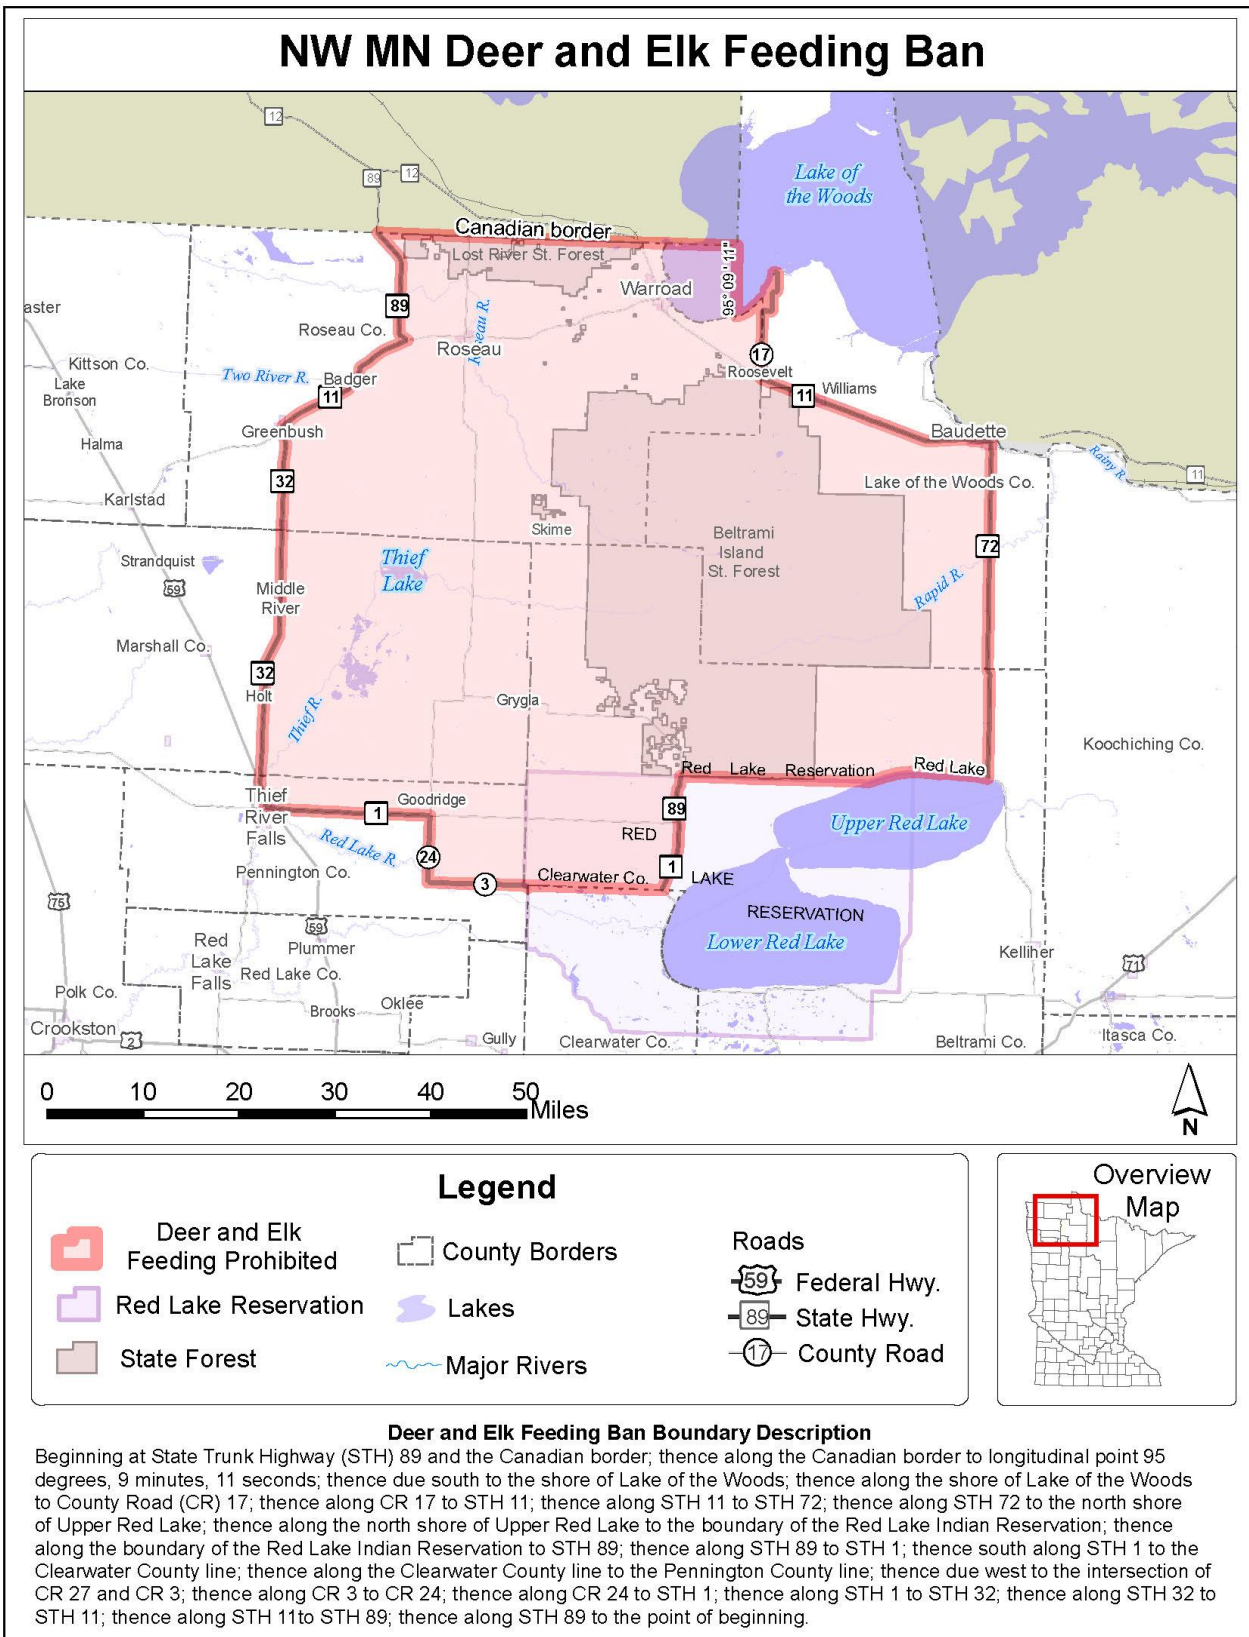 NW MN Deer and Elk Feeding Ban
12
89
12
Lake of
the Woods
Canadian border
Lost River St. Forest
95° 09 ' 11"
Warroad
89
aster
Roseau Co.
Roseau R.
Roseau
17
Kittson Co.
Two River R.
Badger
Roosevelt
Williams
Lake
Bronson
11
11
Halma
Greenbush
Baudette
Rainy R.
11
32
Lake of the Woods Co.
Karlstad
Skime
Beltrami
Island
St. Forest
72
Strandquist
Thief
Lake
59
Middle
River
Rapid R.
Marshall Co.
32
Holt
Thief R.
Grygla
Koochiching Co.
Red Lake Reservation
Red Lake
Thief
River
Falls
1
Goodridge
89
RED
Upper Red Lake
Red Lake R.
24
1
Pennington Co.
3
Clearwater Co.
LAKE
75
RESERVATION
59
Red
Lake
Falls
Plummer
Lower Red Lake
Kelliher
71
Red Lake Co.
Polk Co.
Brooks
Oklee
Crookston
2
Gully
Clearwater Co.
Beltrami Co.
Itasca Co.
0 10 20 30 40 50
Miles
N
Legend
Deer and Elk
Feeding Prohibited
Red Lake Reservation
State Forest
County Borders
Lakes
Major Rivers
Roads
59 Federal Hwy.
89 State Hwy.
17 County Road
Overview
Map
Deer and Elk Feeding Ban Boundary Description
Beginning at State Trunk Highway (STH) 89 and the Canadian border; thence along the Canadian border to longitudinal point 95
degrees, 9 minutes, 11 seconds; thence due south to the shore of Lake of the Woods; thence along the shore of Lake of the Woods
to County Road (CR) 17; thence along CR 17 to STH 11; thence along STH 11 to STH 72; thence along STH 72 to the north shore
of Upper Red Lake; thence along the north shore of Upper Red Lake to the boundary of the Red Lake Indian Reservation; thence
along the boundary of the Red Lake Indian Reservation to STH 89; thence along STH 89 to STH 1; thence south along STH 1 to the
Clearwater County line; thence along the Clearwater County line to the Pennington County line; thence due west to the intersection of
CR 27 and CR 3; thence along CR 3 to CR 24; thence along CR 24 to STH 1; thence along STH 1 to STH 32; thence along STH 32 to
STH 11; thence along STH 11to STH 89; thence along STH 89 to the point of beginning.